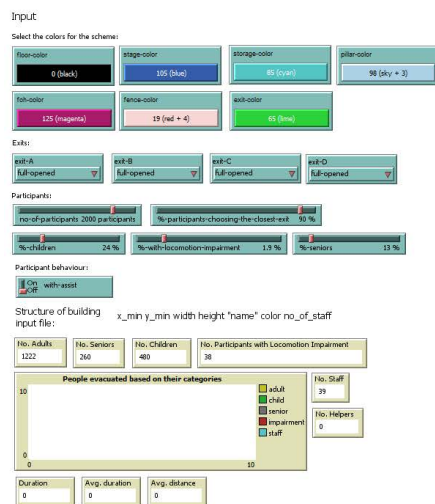 Input
Select the colors for the scheme:
floor-color
0 (black)
stage-color
105 (blue)
storage-color
85 (cyan)
pillar-color
98 (sky + 3)
foh-color
125 (magenta)
fence-color
19 (red + 4)
exit-color
65 (lime)
Exits:
exit-A
full-opened
exit-B
full-opened
exit-C
full-opened
exit-D
full-opened
Participants:
no-of-participants 2000 participants
%-participants-choosing-the-closest-exit 90 %
%-children 24 %
%-with-locomotion-impairment 1.9 %
%-seniors 13 %
Participant behaviour:
On
Off
with-assist
Structure of building input file:
x_min y_min width height "name" color no_of_staff
No. Adults
1222
No. Seniors
260
No. Children
480
No. Participants with Locomotion Impairment
38
People evacuated based on their categories
10
0
0
10
adult
child
senior
impairment
staff
No. Staff
39
No. Helpers
0
Duration
0
Avg. duration
0
Avg. distance
0